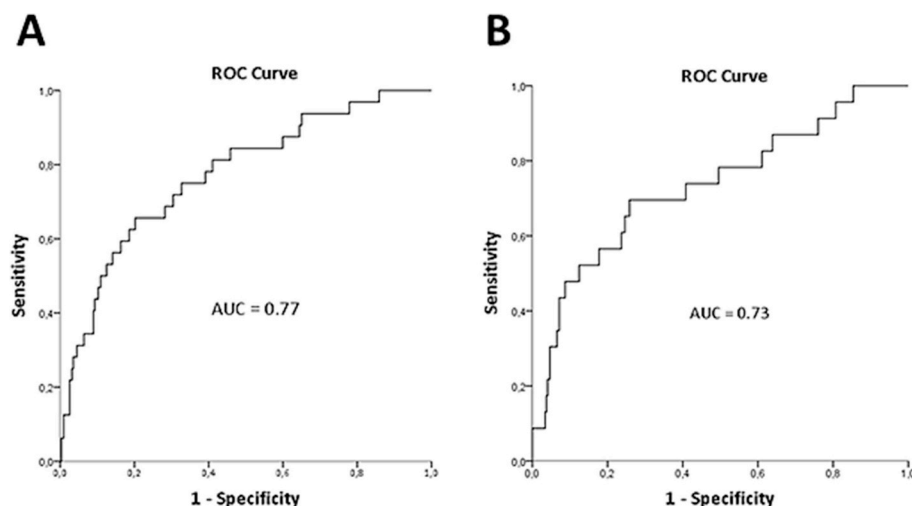 A
ROC Curve
1,0
0,8
0,6
0,4
0,2
0,0
Sensitivity
AUC = 0.77
0,0 0,2 0,4 0,6 0,8 1,0
1 - Specificity
B
ROC Curve
1,0
0,8
0,6
0,4
0,2
0,0
Sensitivity
AUC = 0.73
0,0 0,2 0,4 0,6 0,8 1,0
1 - Specificity